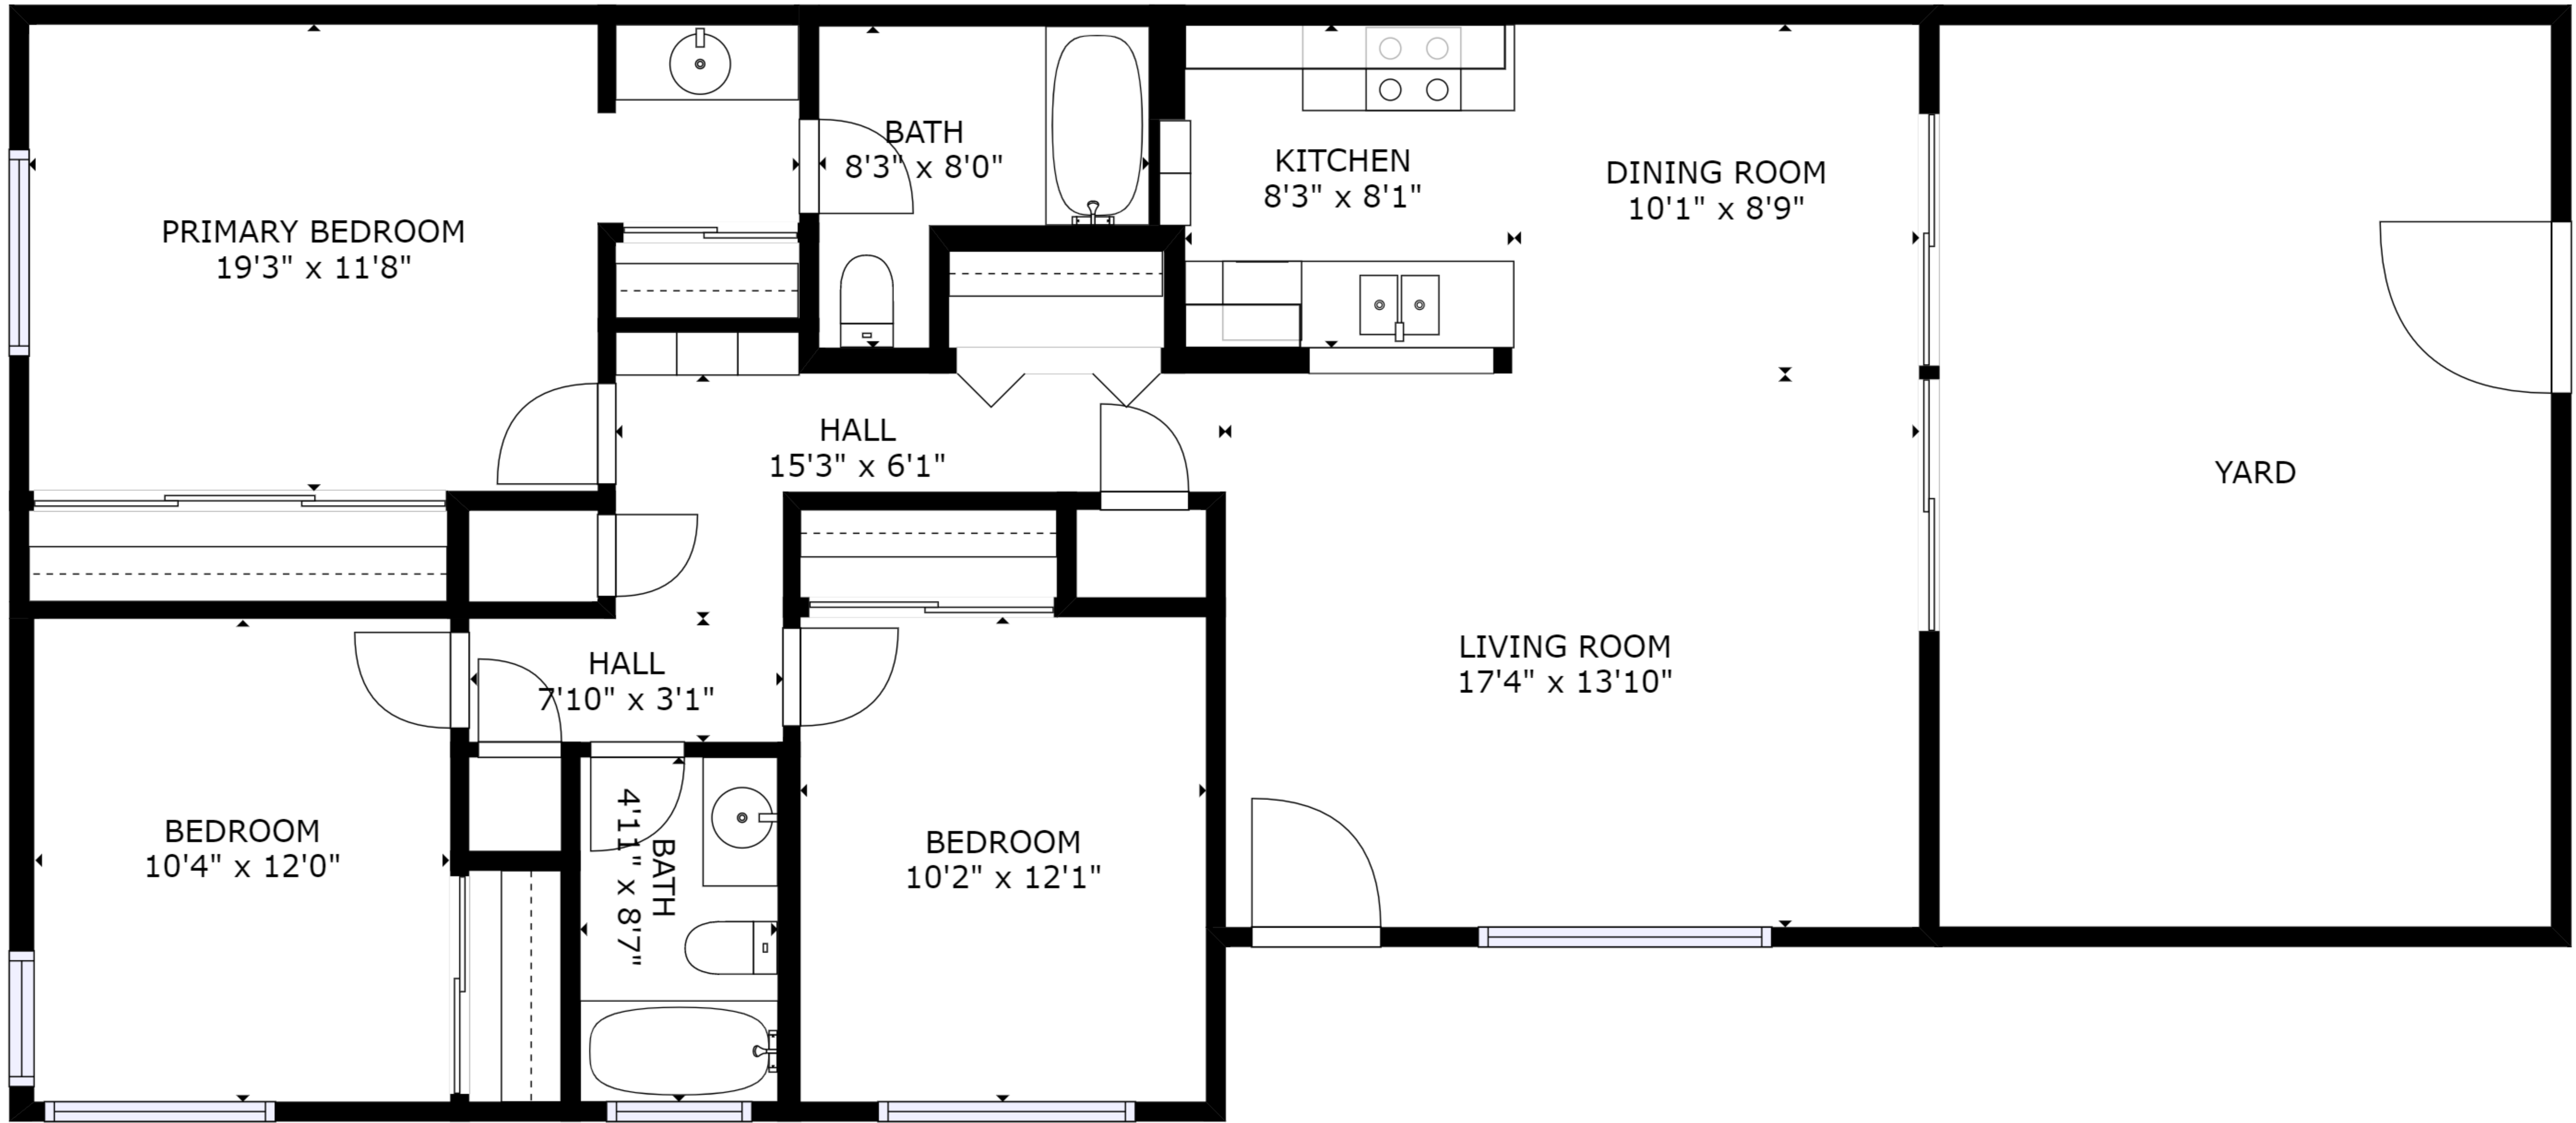 BATH
8'3" x 8'0"
KITCHEN
8'3" x 8'1"
DINING ROOM
10'1" x 8'9"
PRIMARY BEDROOM
19'3" x 11'8"
HALL
15'3" x 6'1"
YARD
HALL
7'10" x 3'1"
LIVING ROOM
17'4" x 13'10"
BEDROOM
10'4" x 12'0"
BATH
4'11" x 8'7"
BEDROOM
10'2" x 12'1"